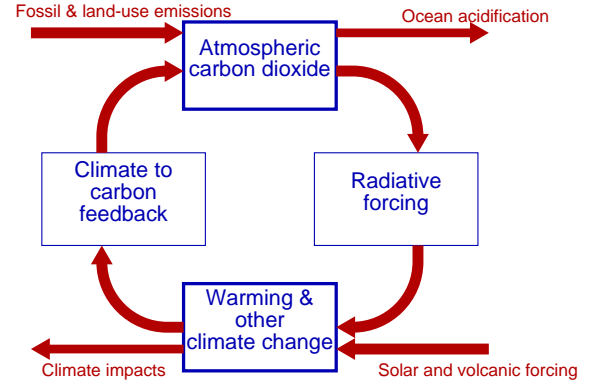 Fossil & land-use emissions
Ocean acidification
Atmospheric
carbon dioxide
Climate to
carbon
feedback
Radiative
forcing
Warming &
other
climate change
Climate impacts
Solar and volcanic forcing